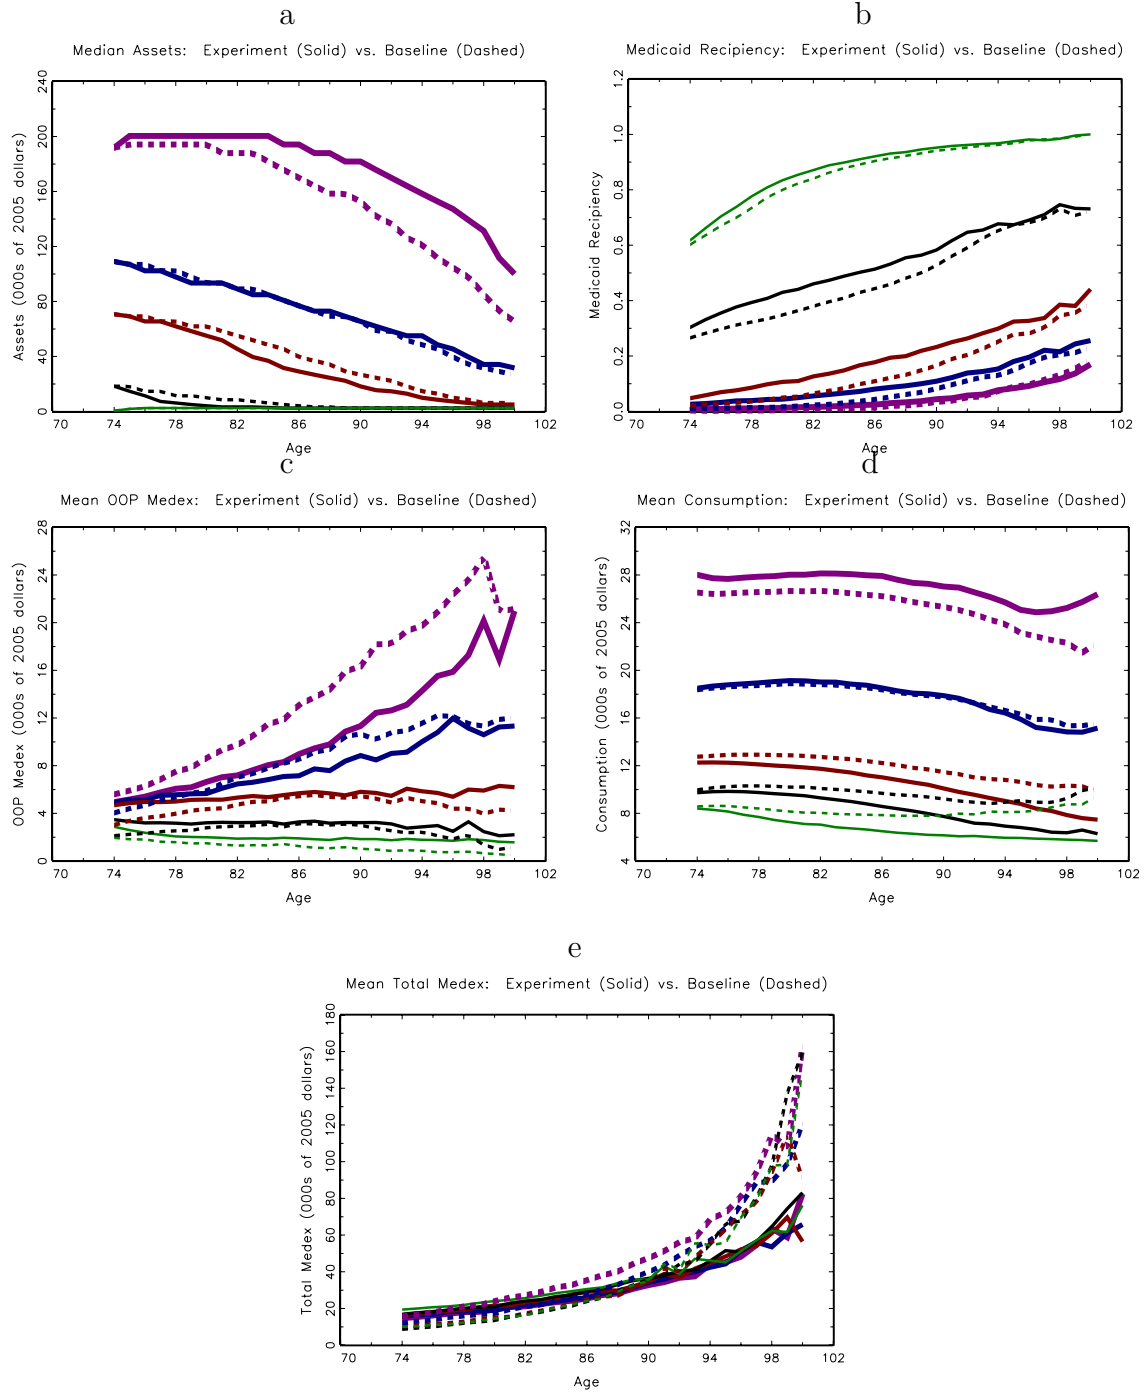 a
Median Assets: Experiment (Solid) vs. Baseline (Dashed)
Assets (000s of 2005 dollars)
240
200
160
120
80
40
0
70 74 78 82 86 90 94 98 102
Age
b
Medicaid Recipiency: Experiment (Solid) vs. Baseline (Dashed)
Medicaid Recipiency
1.2
1.0
0.8
0.6
0.4
0.2
0.0
70 74 78 82 86 90 94 98 102
Age
c
Mean OOP Medex: Experiment (Solid) vs. Baseline (Dashed)
OOP Medex (000s of 2005 dollars)
28
24
20
16
12
8
4
0
70 74 78 82 86 90 94 98 102
Age
d
Mean Consumption: Experiment (Solid) vs. Baseline (Dashed)
Consumption (000s of 2005 dollars)
32
28
24
20
16
12
8
4
70 74 78 82 86 90 94 98 102
Age
e
Mean Total Medex: Experiment (Solid) vs. Baseline (Dashed)
Total Medex (000s of 2005 dollars)
180
160
140
120
100
80
60
40
20
0
70 74 78 82 86 90 94 98 102
Age